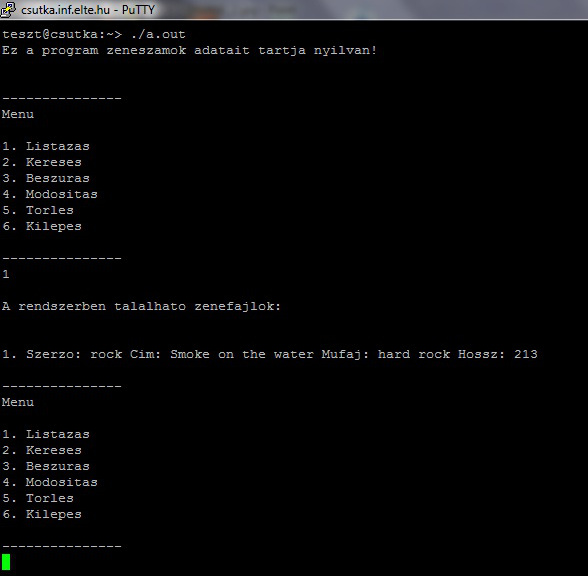 csutka.inf.elte.hu - PuTTY
teszt@csutka:~> ./a.out
Ez a program zeneszamok adatait tartja nyilvan!
---------------
Menu
1. Listazas
2. Kereses
3. Beszuras
4. Modositas
5. Torles
6. Kilepes
---------------
1
A rendszerben talalhato zenefajlok:
1. Szerzo: rock Cim: Smoke on the water Mufaj: hard rock Hossz: 213
---------------
Menu
1. Listazas
2. Kereses
3. Beszuras
4. Modositas
5. Torles
6. Kilepes
---------------